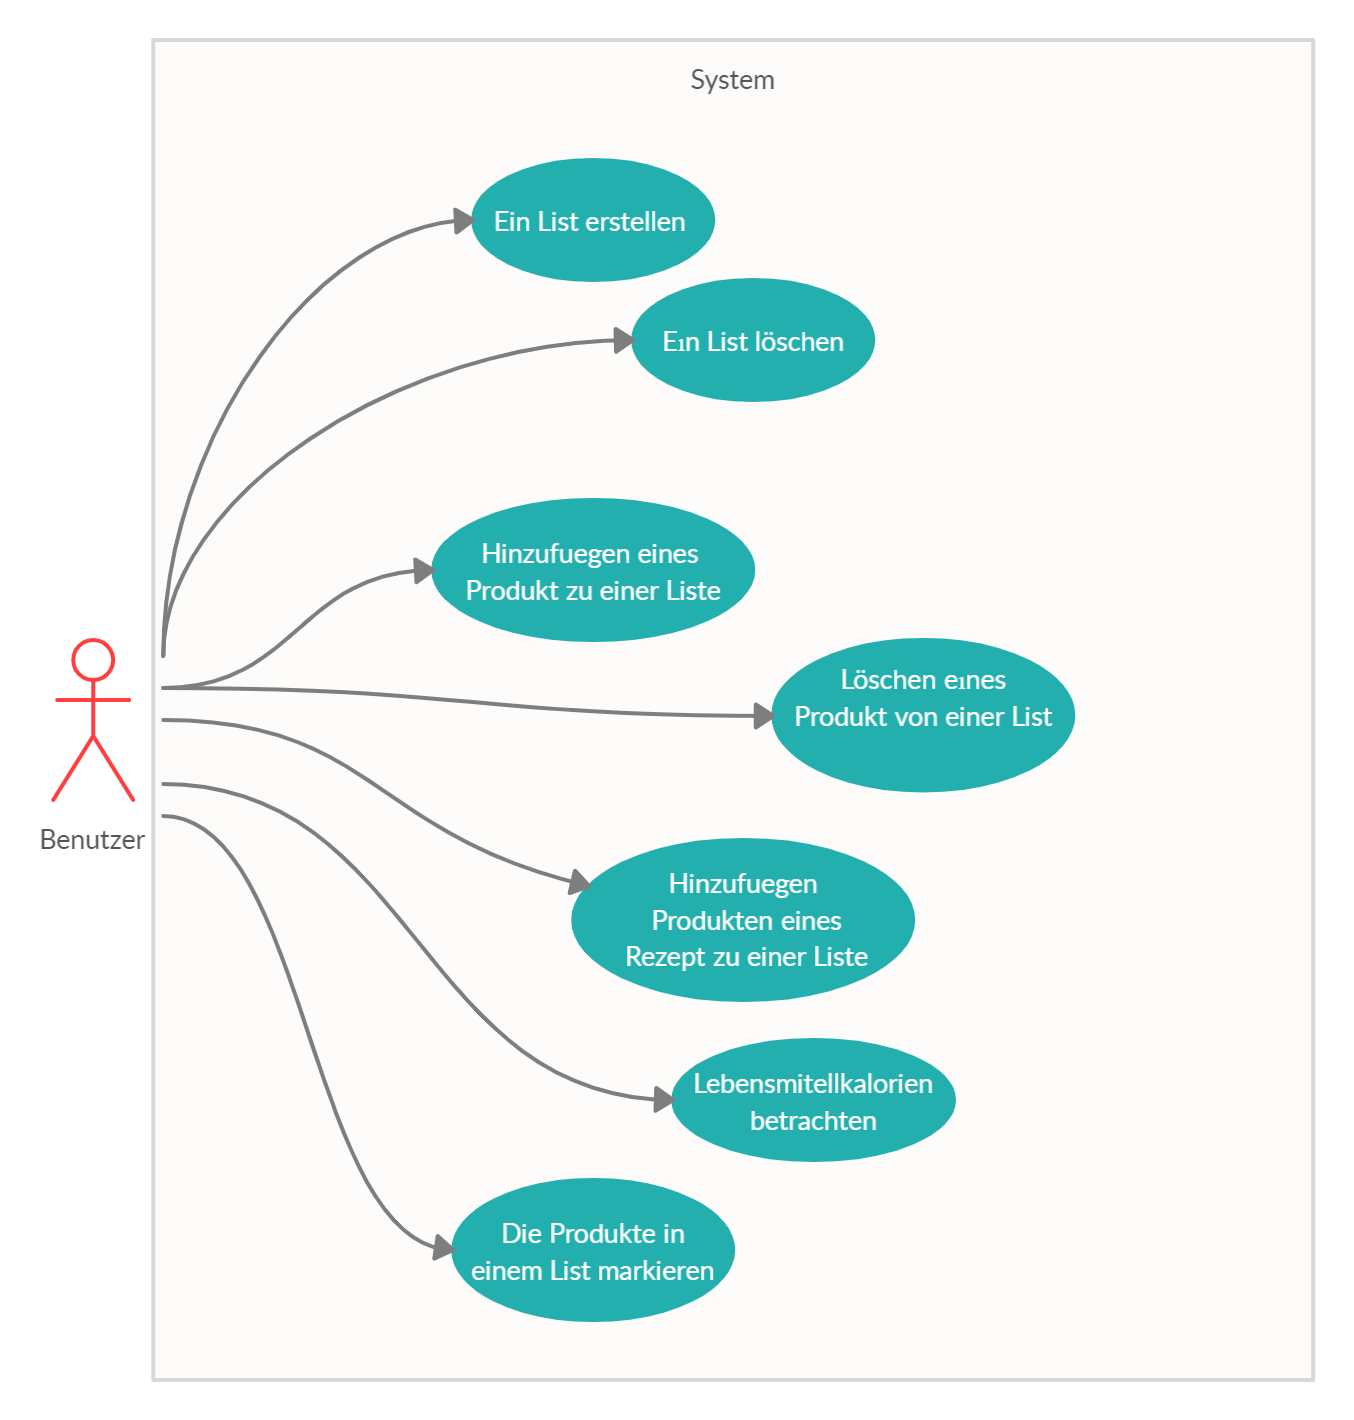 System
Ein List erstellen
Eın List löschen
Hinzufuegen eines
Produkt zu einer Liste
Löschen eınes
Produkt von einer List
Benutzer
Hinzufuegen
Produkten eines
Rezept zu einer Liste
Lebensmitellkalorien
betrachten
Die Produkte in
einem List markieren